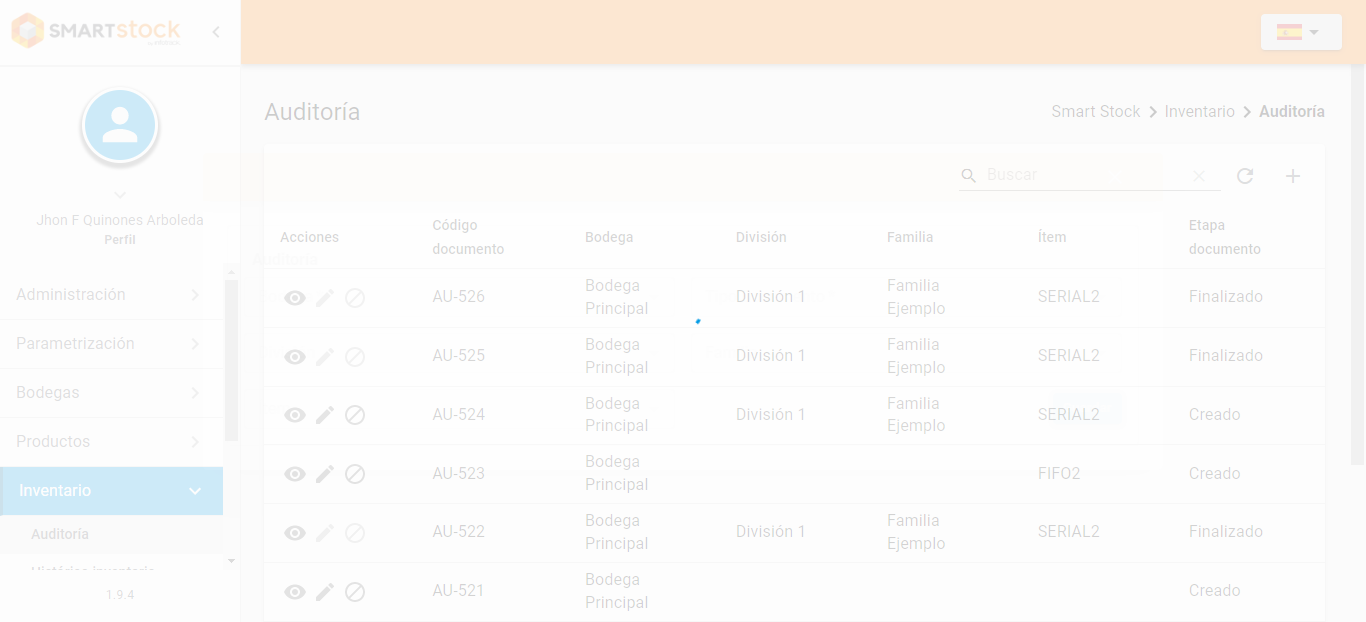 SMARTstock
Jhon F Quinones Arboleda
Perfil
Administración
Parametrización
Bodegas
Productos
Inventario
Auditoría
1.9.4
Auditoría
Smart Stock > Inventario > Auditoría
Buscar
Acciones Código documento Bodega División Familia Ítem Etapa documento
AU-526 Bodega Principal División 1 Familia Ejemplo SERIAL2 Finalizado
AU-525 Bodega Principal División 1 Familia Ejemplo SERIAL2 Finalizado
AU-524 Bodega Principal División 1 Familia Ejemplo SERIAL2 Creado
AU-523 Bodega Principal FIFO2 Creado
AU-522 Bodega Principal División 1 Familia Ejemplo SERIAL2 Finalizado
AU-521 Bodega Principal Creado